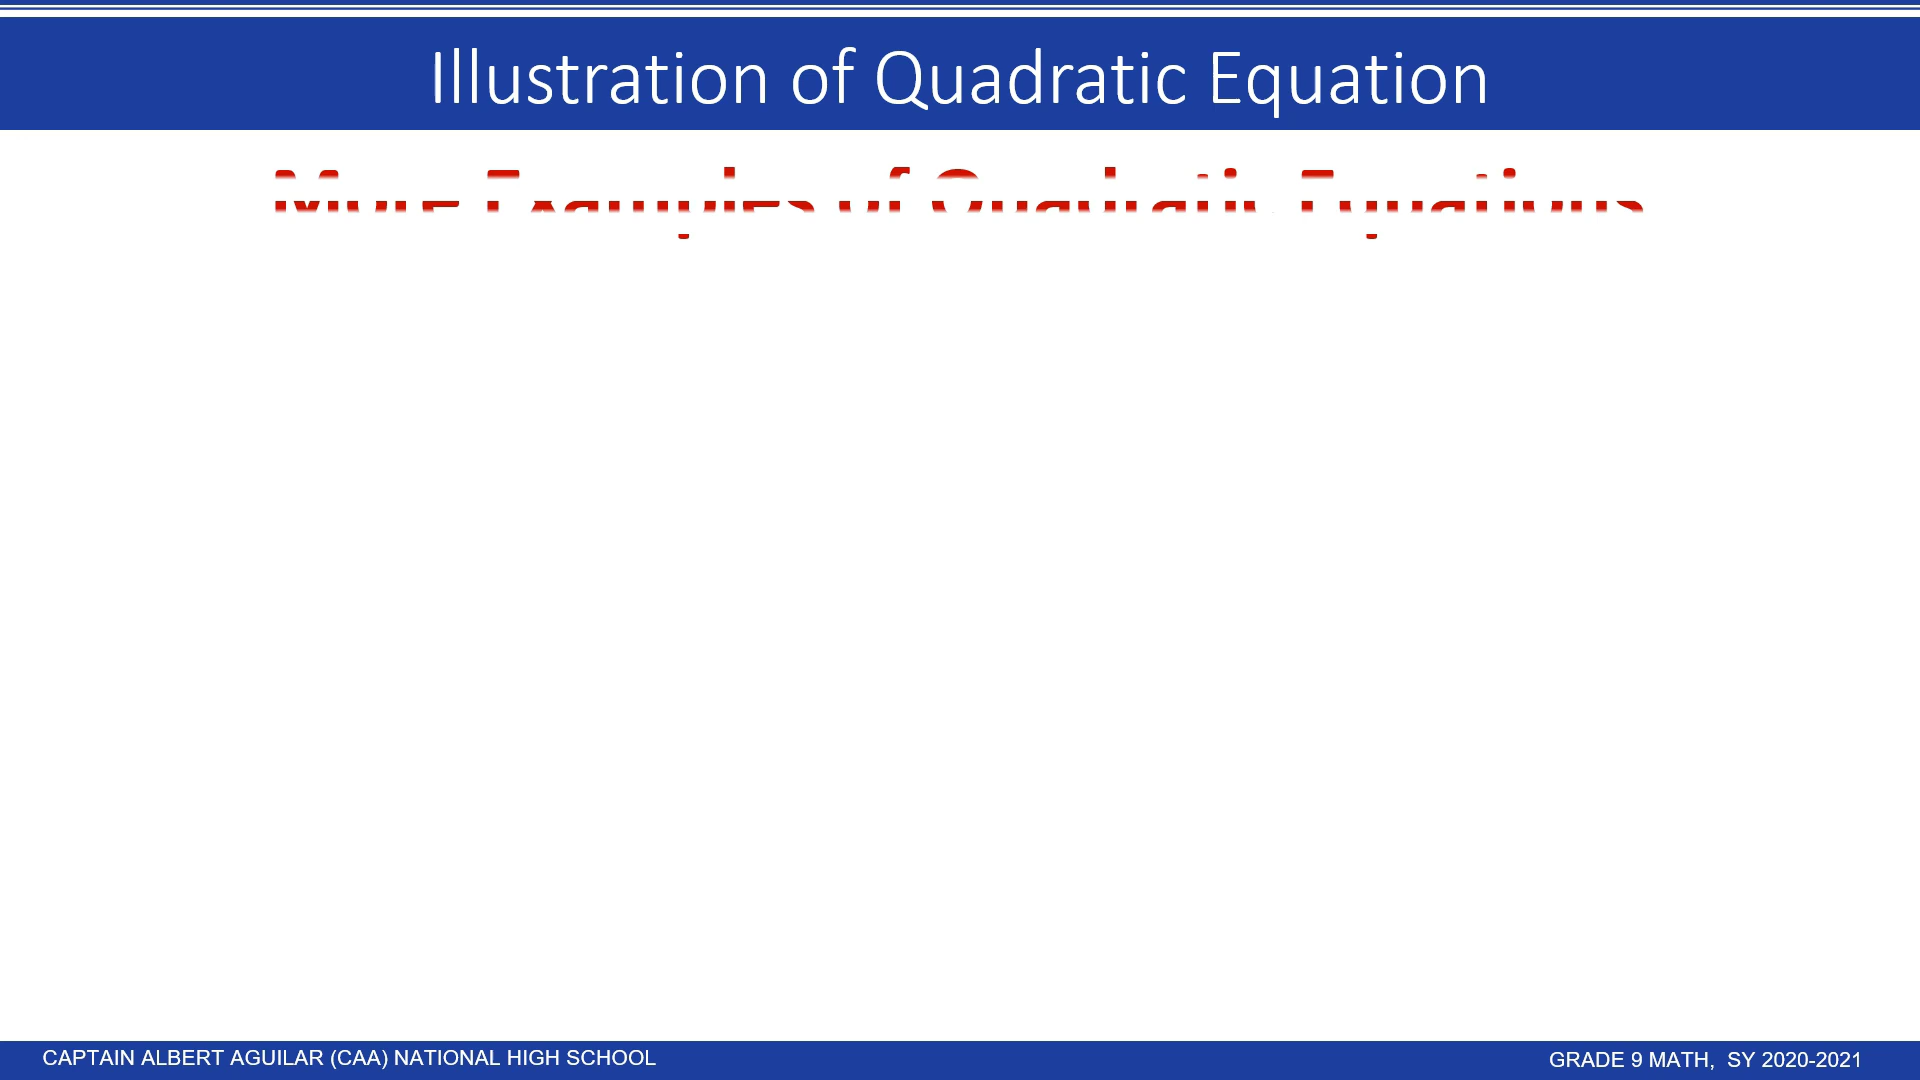 Illustration of Quadratic Equation
More Examples of Quadratic Equations
CAPTAIN ALBERT AGUILAR (CAA) NATIONAL HIGH SCHOOL
GRADE 9 MATH, SY 2020-2021